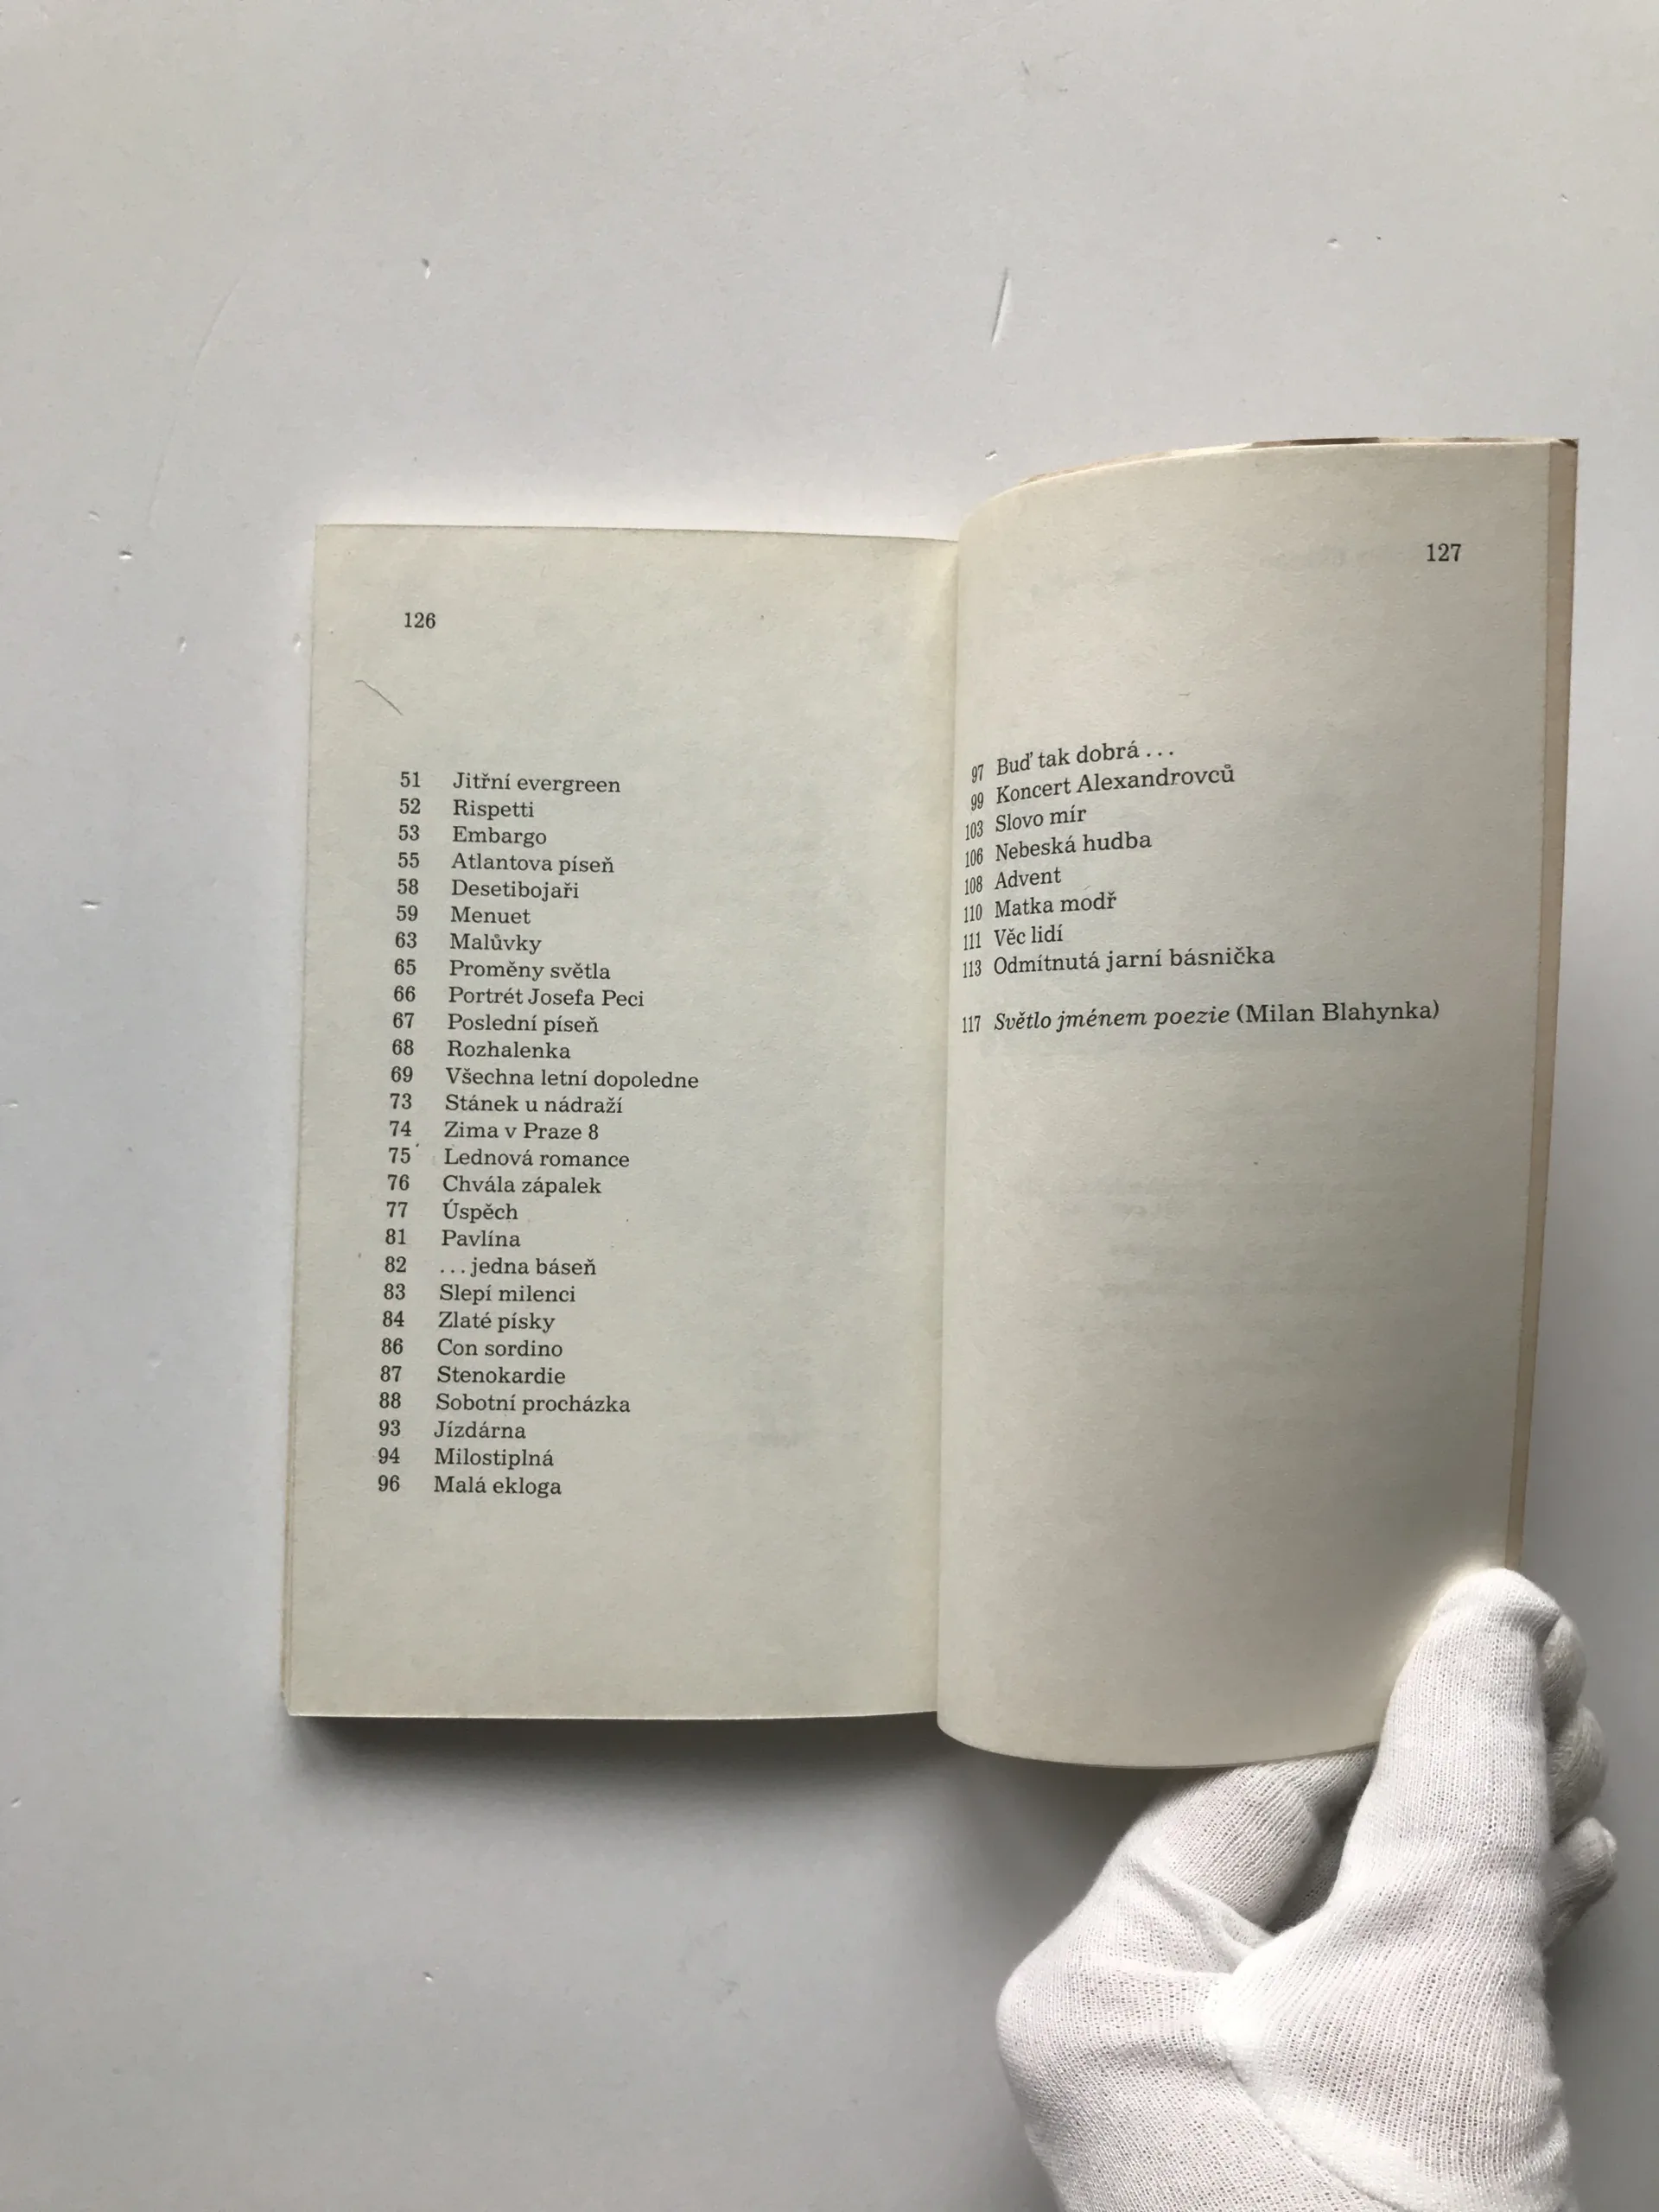 126
51 Jitřní evergreen
52 Rispetti
53 Embargo
55 Atlantova píseň
58 Desetibojaři
59 Menuet
63 Malůvky
65 Proměny světla
66 Portrét Josefa Peci
67 Poslední píseň
68 Rozhalenka
69 Všechna letní dopoledne
73 Stánek u nádraží
74 Zima v Praze 8
75 Lednová romance
76 Chvála zápalek
77 Úspěch
81 Pavlína
82 ...jedna báseň
83 Slepí milenci
84 Zlaté písky
86 Con sordino
87 Stenokardie
88 Sobotní procházka
93 Jízdárna
94 Milostiplná
96 Malá ekloga
127
97 Buď tak dobrá ...
99 Koncert Alexandrovců
103 Slovo mír
106 Nebeská hudba
108 Advent
110 Matka modř
111 Věc lidí
113 Odmítnutá jarní básnička
117 Světlo jménem poezie (Milan Blahynka)